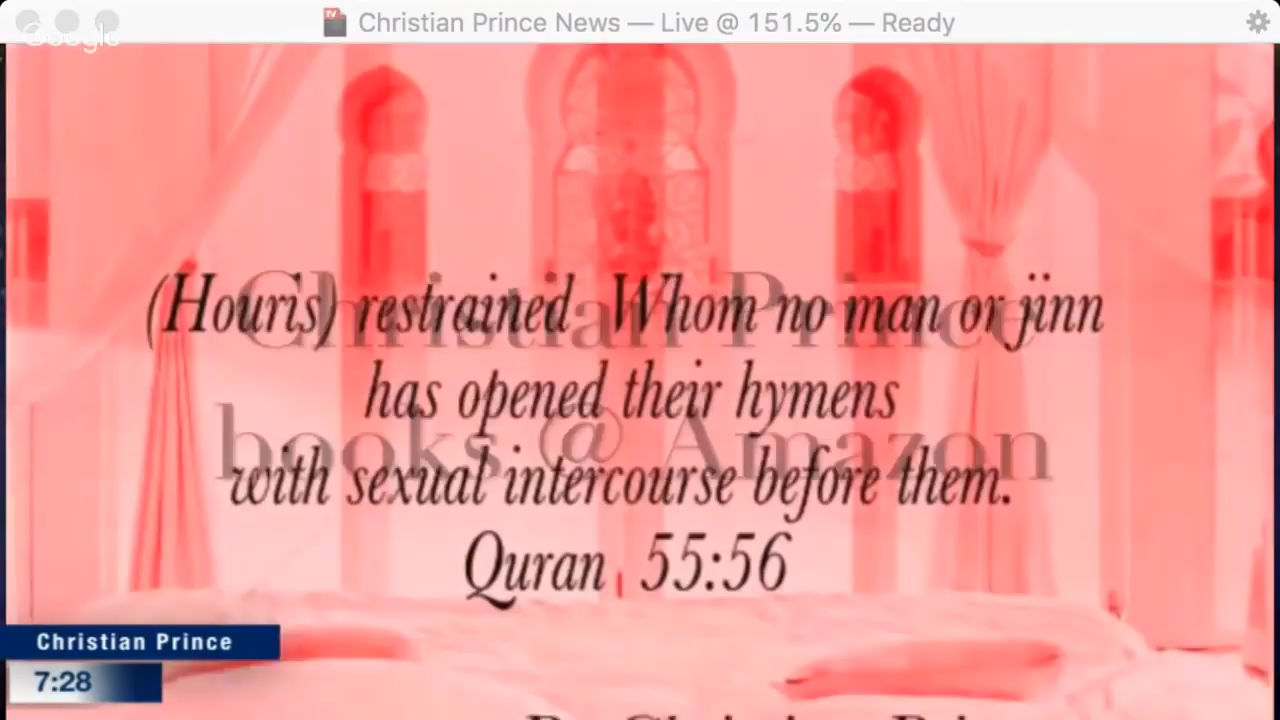 Google
Christian Prince News — Live @ 151.5% — Ready
(Houris) restrained Whom no man or jinn
has opened their hymens
with sexual intercourse before them.
Quran 55:56
Christian Prince
books @ Amazon
Christian Prince
7:28